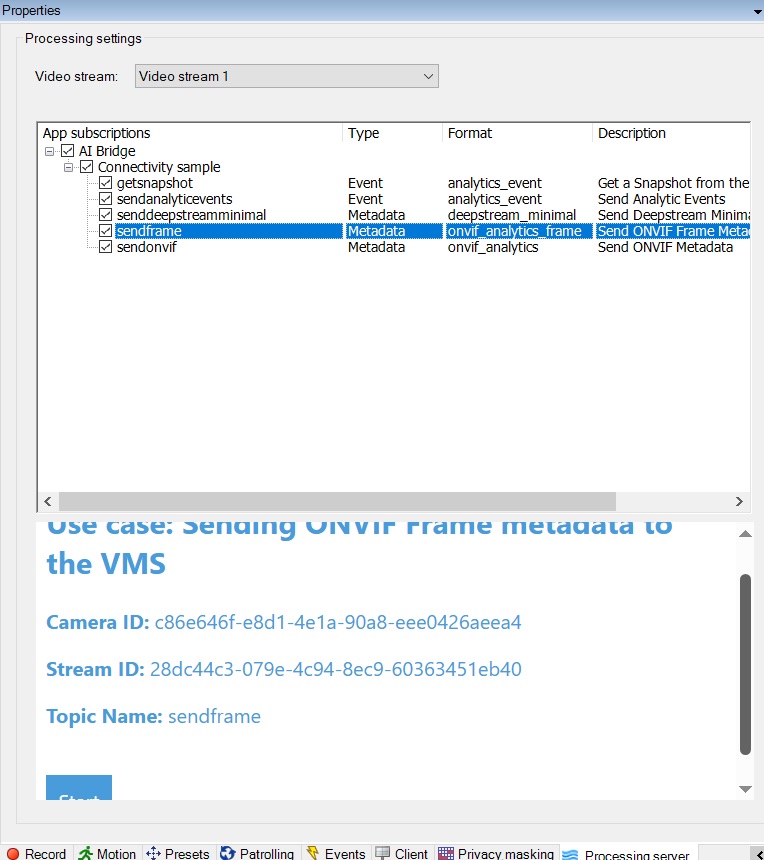 Properties
Processing settings
Video stream: Video stream 1
App subscriptions Type Format Description
AI Bridge
Connectivity sample
getsnapshot Event analytics_event Get a Snapshot from the
sendanalyticevents Event analytics_event Send Analytic Events
senddeepstreamminimal Metadata deepstream_minimal Send Deepstream Minima
sendframe Metadata onvif_analytics_frame Send ONVIF Frame Meta
sendonvif Metadata onvif_analytics Send ONVIF Metadata
Use case: Sending ONVIF Frame metadata to
the VMS
Camera ID: c86e646f-e8d1-4e1a-90a8-eee0426aeea4
Stream ID: 28dc44c3-079e-4c94-8ec9-60363451eb40
Topic Name: sendframe
Start
Record Motion Presets Patrolling Events Client Privacy masking Processing server